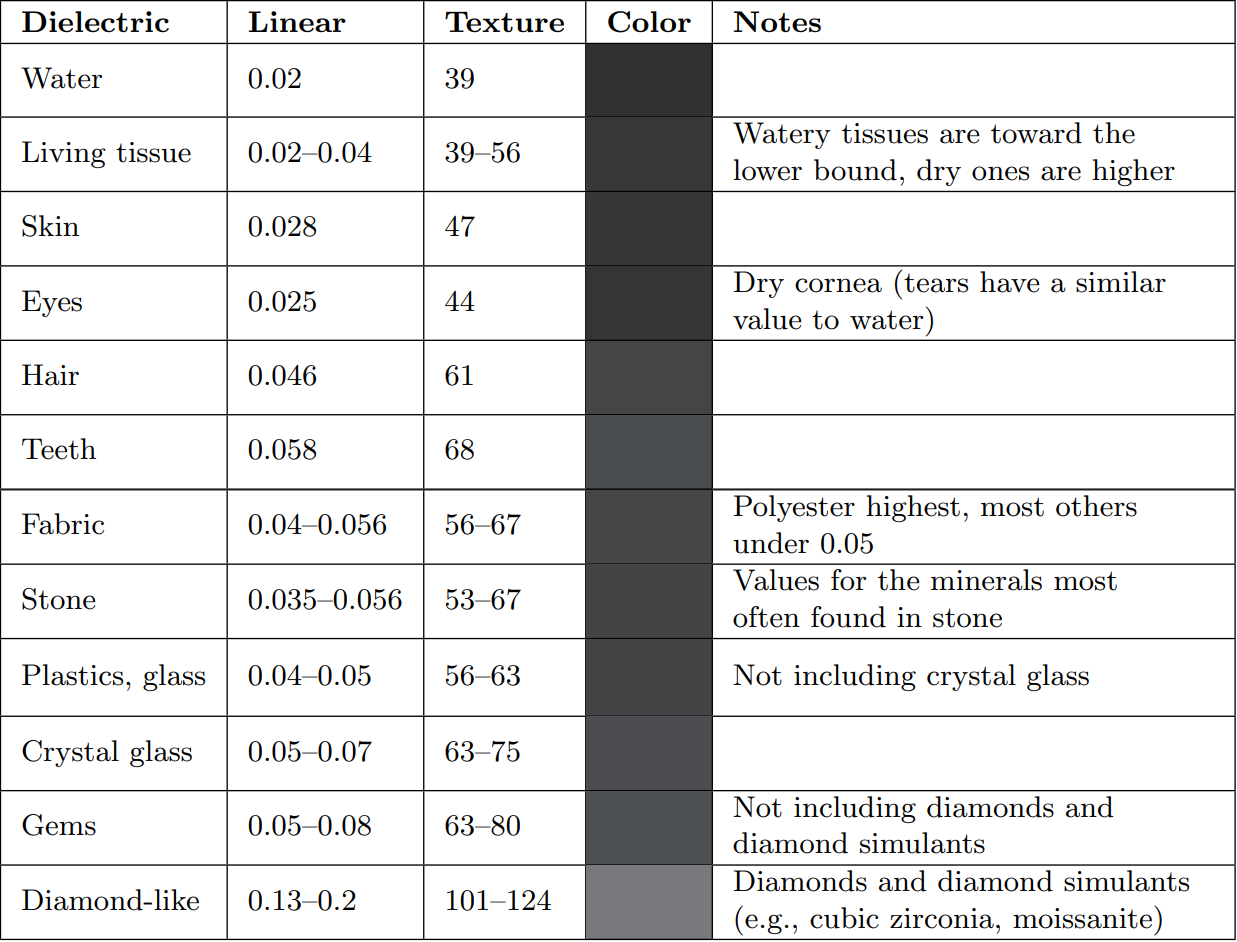 Dielectric Linear Texture Color Notes
Water 0.02 39
Living tissue 0.02–0.04 39–56 Watery tissues are toward the
lower bound, dry ones are higher
Skin 0.028 47
Eyes 0.025 44 Dry cornea (tears have a similar
value to water)
Hair 0.046 61
Teeth 0.058 68
Fabric 0.04–0.056 56–67 Polyester highest, most others
under 0.05
Stone 0.035–0.056 53–67 Values for the minerals most
often found in stone
Plastics, glass 0.04–0.05 56–63 Not including crystal glass
Crystal glass 0.05–0.07 63–75
Gems 0.05–0.08 63–80 Not including diamonds and
diamond simulants
Diamond-like 0.13–0.2 101–124 Diamonds and diamond simulants
(e.g., cubic zirconia, moissanite)